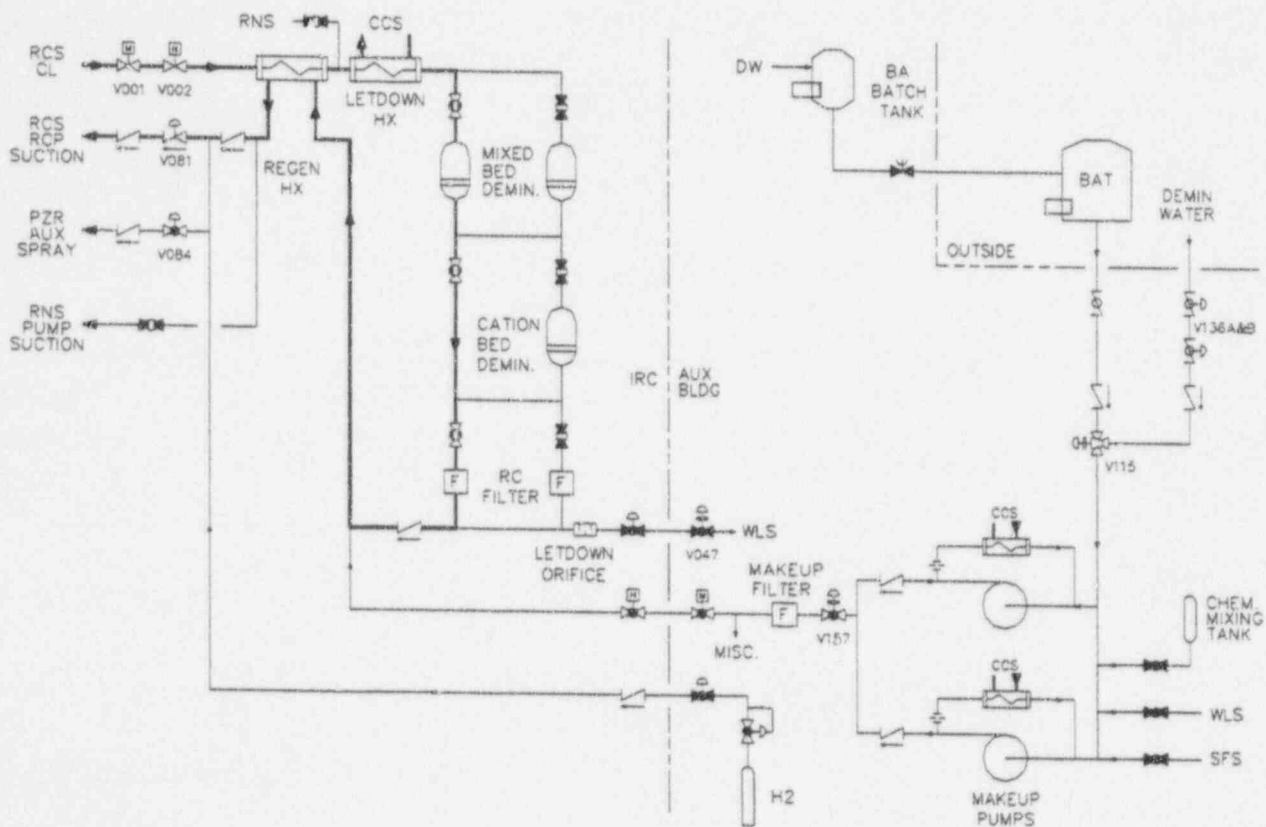 RNS
CCS
RCS
CL
V001
V002
M
LETDOWN
HX
RCS
RCP
SUCTION
V081
REGEN
HX
PZR
AUX
SPRAY
V084
RNS
PUMP
SUCTION
MIXED
BED
DEMIN.
CATION
BED
DEMIN.
IRC
AUX
BLDG
F
RC
FILTER
F
LETDOWN
ORIFICE
V047
WLS
DW
BA
BATCH
TANK
BAT
DEMIN
WATER
OUTSIDE
V136A&B
V115
MAKEUP
FILTER
F
V157
MISC.
CCS
CCS
CHEM.
MIXING
TANK
WLS
SFS
MAKEUP
PUMPS
H2